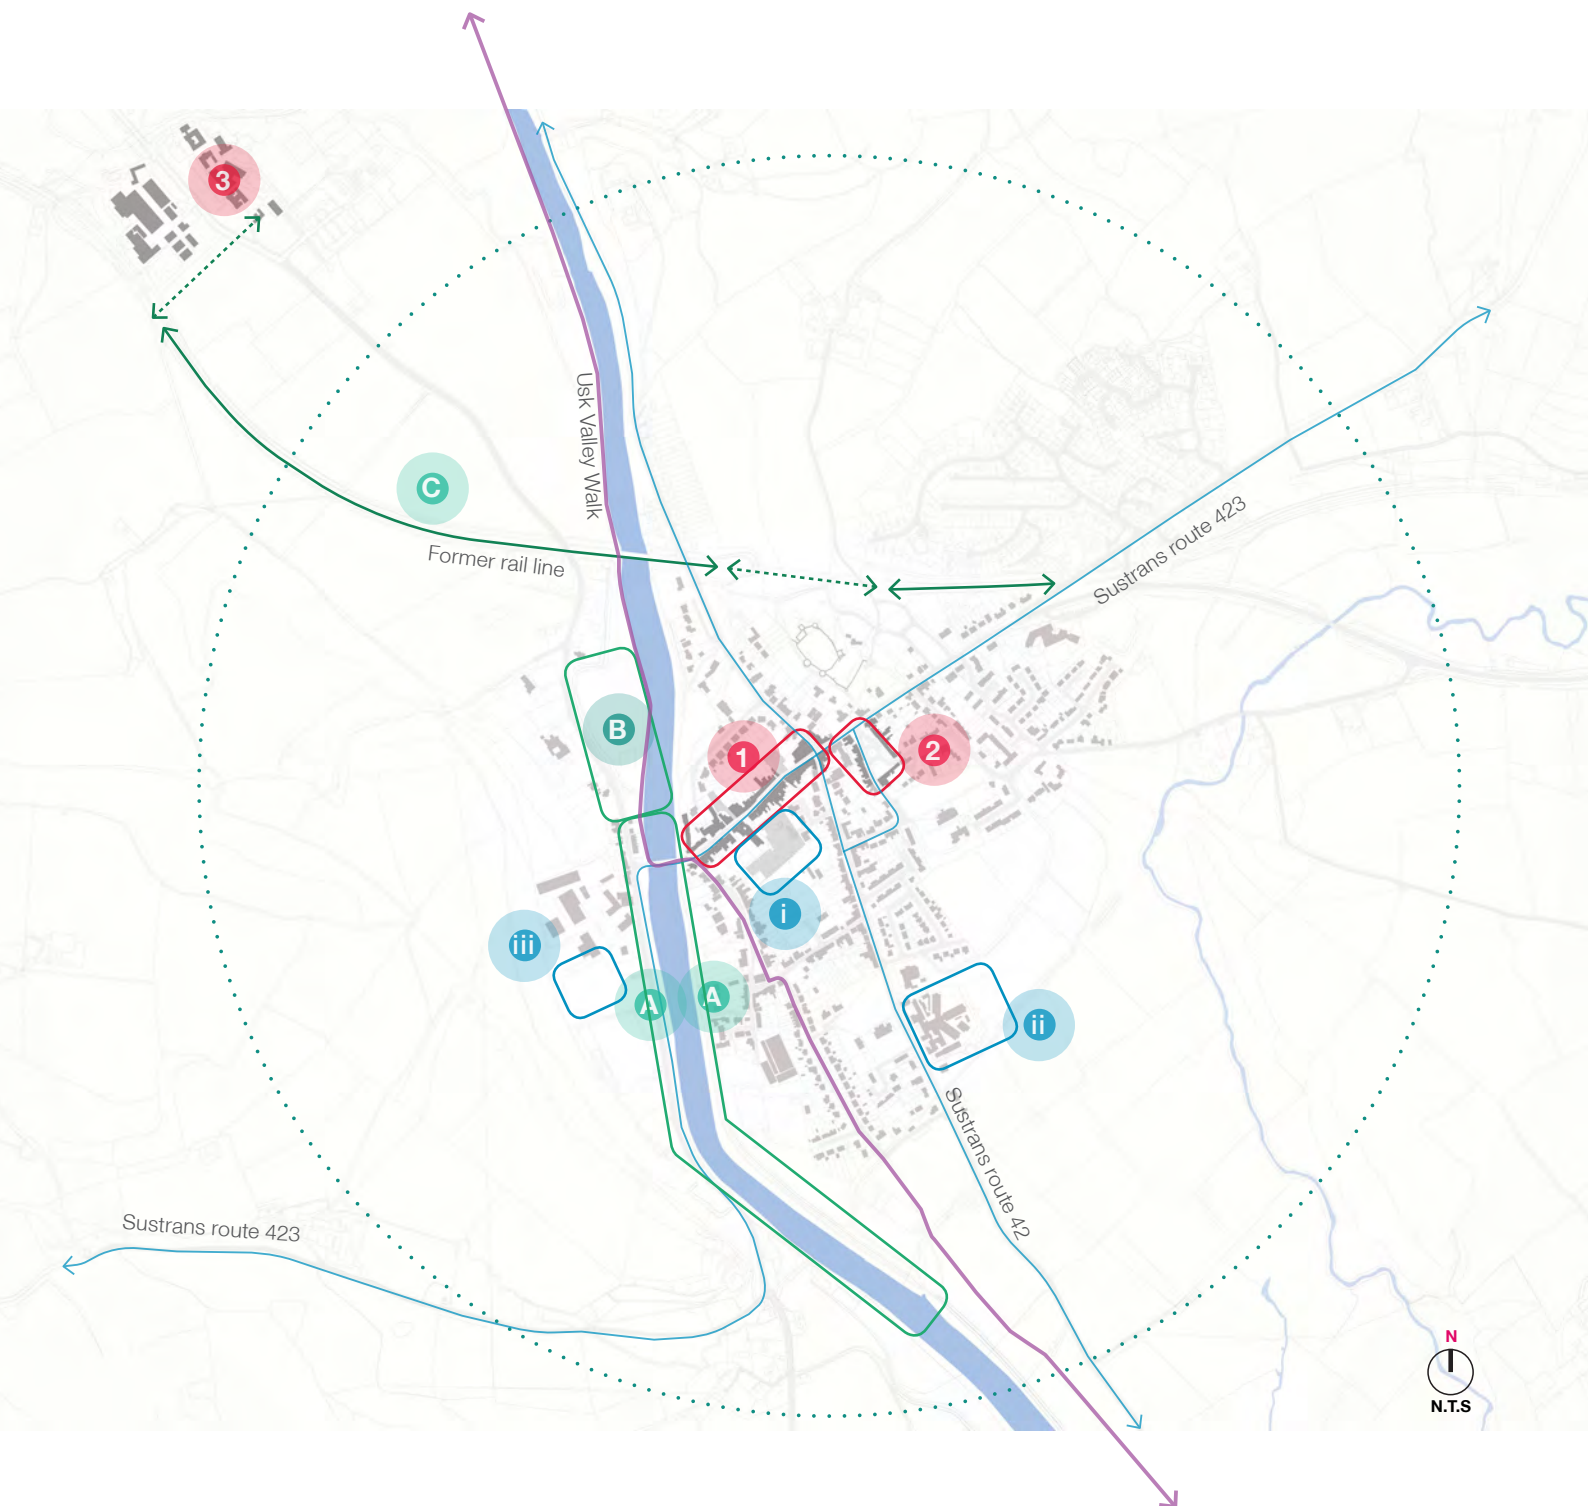 3
Usk Valley Walk
C
Former rail line
Sustrans route 423
B
1
2
i
iii
A
A
ii
Sustrans route 42
Sustrans route 423
N
N.T.S